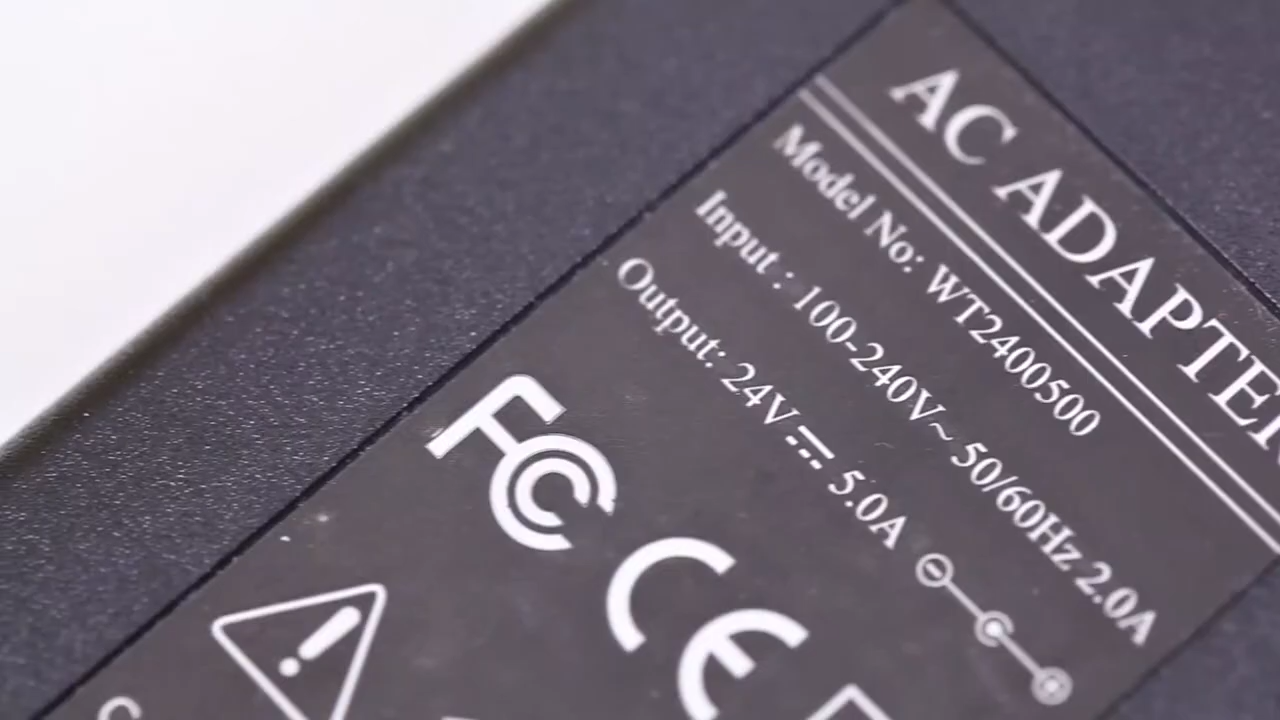 AC ADAPTER
Model No: WT2400500
Input : 100-240V~ 50/60Hz 2.0A
Output: 24V⎓5.0A
FC CE